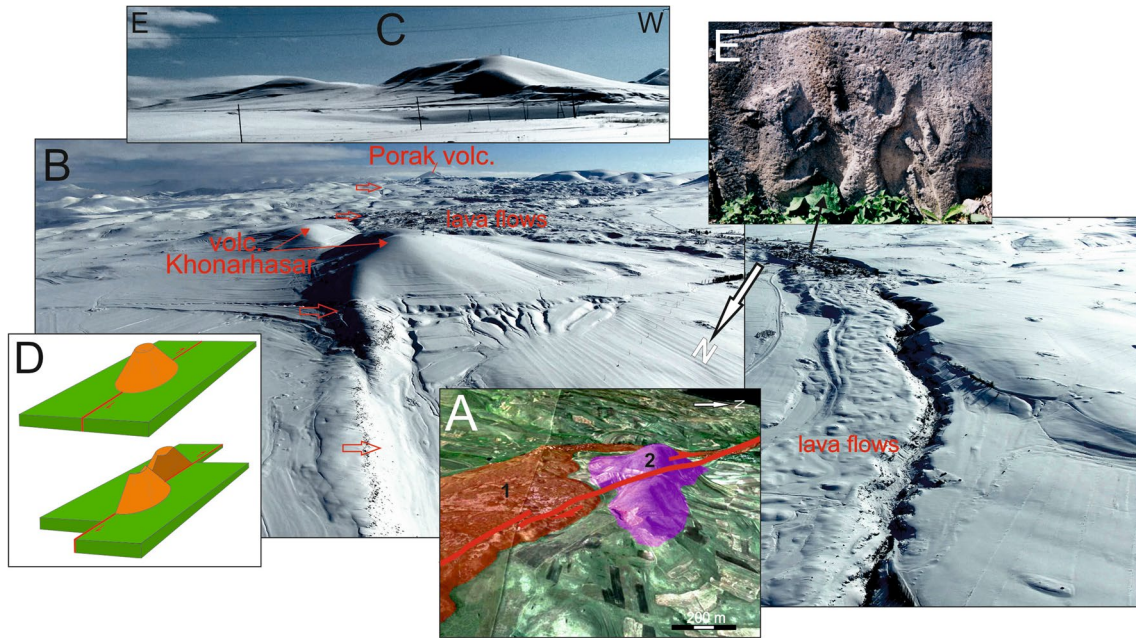 E
C
W
E
B
Porak volc.
lava flows
volc.
Khonarhasar
N
D
A
N
1
2
200 m
lava flows